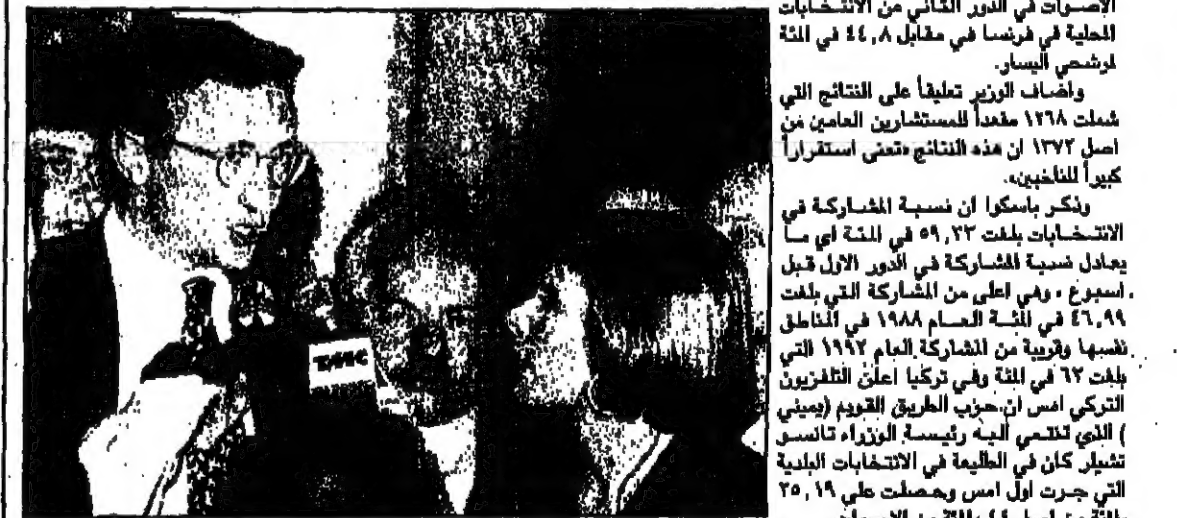 الاصوات في الدور الثاني من الانتخابات
المحلية في فرنسا في مقابل ٤٤,٨ في المئة
لمرشحي اليسار.
واضاف الوزير تعليقاً على النتائج التي
شملت ١٢٦٨ مقعداً للمستشارين العامين من
اصل ١٣٧٢ ان هذه النتائج «تعني استقراراً
كبيراً للناخبين».
وذكر باسكوا ان نسبة المشاركة في
الانتخابات بلغت ٥٩,٣٣ في المئة اي ما
يعادل نسبة المشاركة في الدور الاول قبل
اسبوع ، وهي اعلى من المشاركة التي بلغت
٤٦,٩٩ في المئة العام ١٩٨٨ في المناطق
نفسها وقريبة من المشاركة العام ١٩٩٢ التي
بلغت ٦٢ في المئة وفي تركيا اعلن التلفزيون
التركي امس ان حزب الطريق القويم (يميني
) الذي تنتمي اليه رئيسة الوزراء تانسو
تشيلر كان في الطليعة في الانتخابات البلدية
التي جرت اول امس وحصلت على ٢٥,١٩